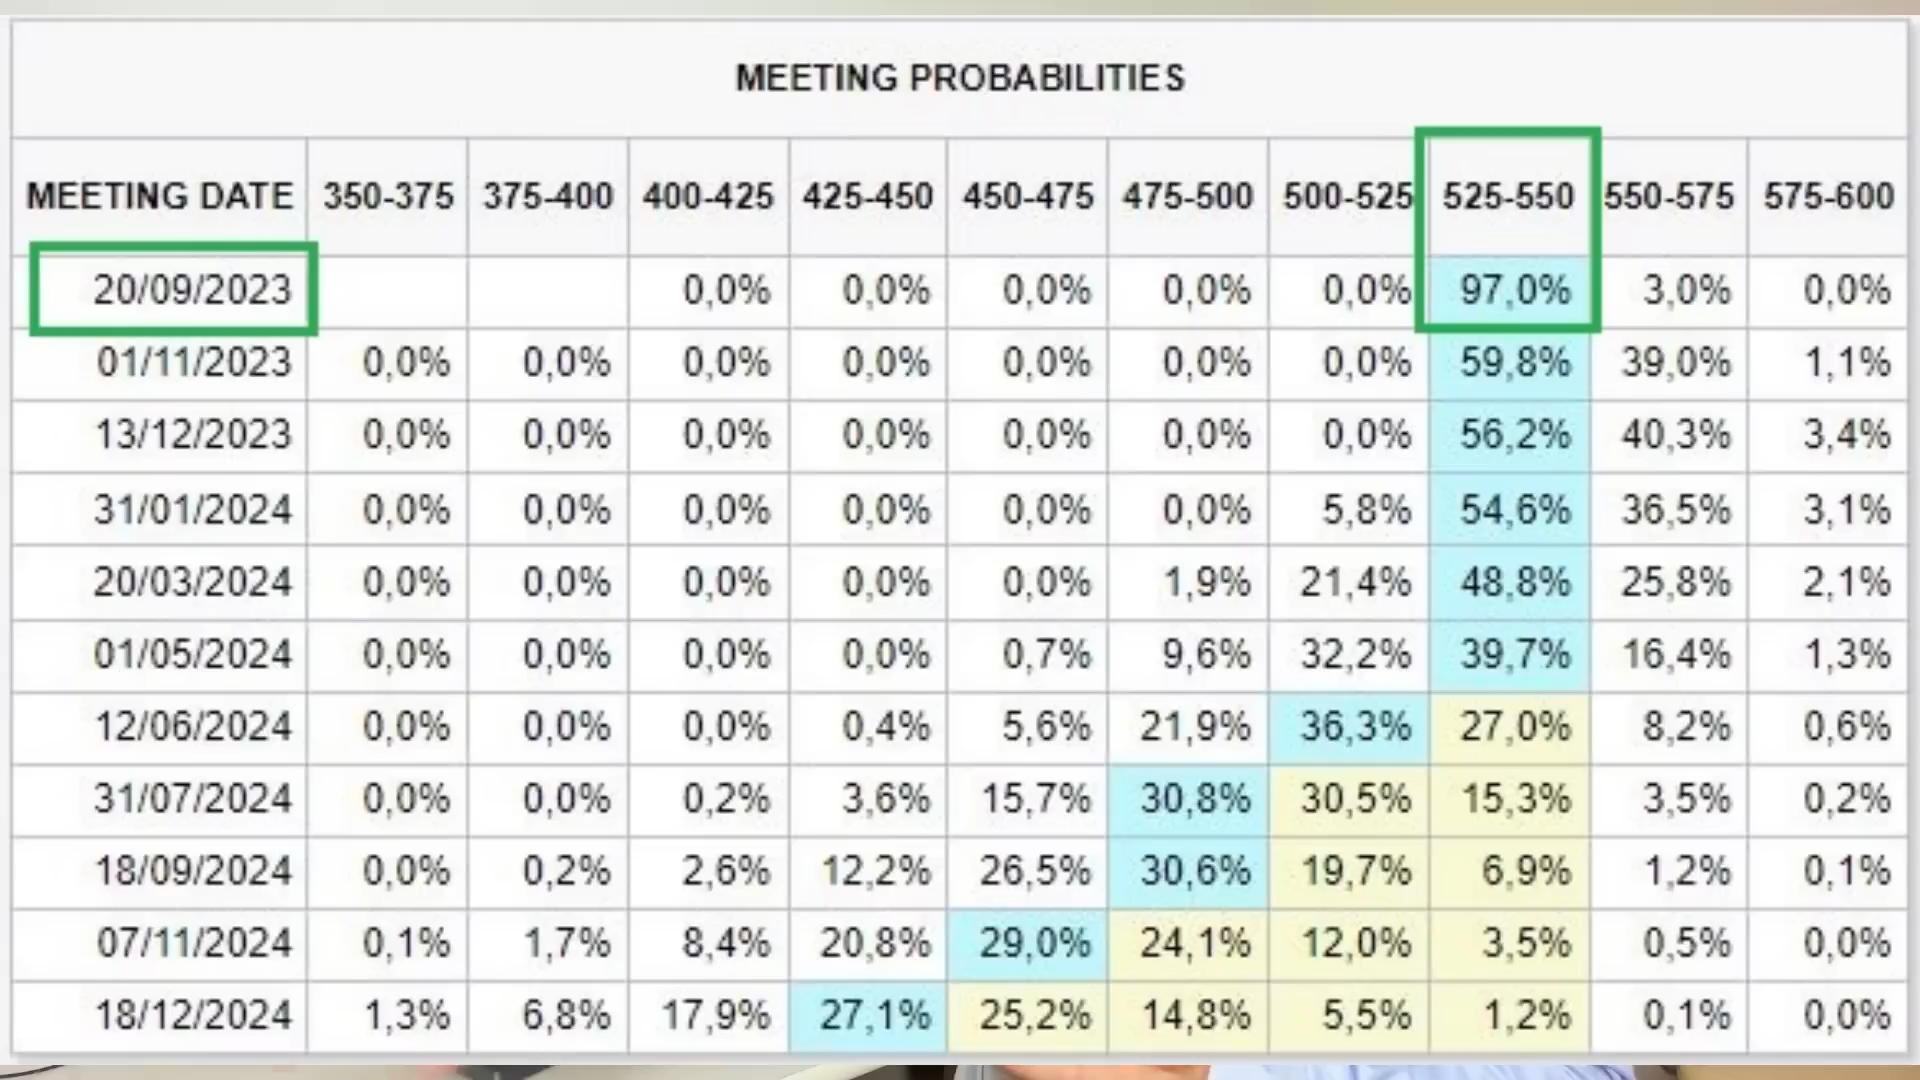 MEETING PROBABILITIES
MEETING DATE 350-375 375-400 400-425 425-450 450-475 475-500 500-525 525-550 550-575 575-600
20/09/2023 0,0% 0,0% 0,0% 0,0% 0,0% 97,0% 3,0% 0,0%
01/11/2023 0,0% 0,0% 0,0% 0,0% 0,0% 0,0% 0,0% 59,8% 39,0% 1,1%
13/12/2023 0,0% 0,0% 0,0% 0,0% 0,0% 0,0% 0,0% 56,2% 40,3% 3,4%
31/01/2024 0,0% 0,0% 0,0% 0,0% 0,0% 0,0% 5,8% 54,6% 36,5% 3,1%
20/03/2024 0,0% 0,0% 0,0% 0,0% 0,0% 1,9% 21,4% 48,8% 25,8% 2,1%
01/05/2024 0,0% 0,0% 0,0% 0,0% 0,7% 9,6% 32,2% 39,7% 16,4% 1,3%
12/06/2024 0,0% 0,0% 0,0% 0,4% 5,6% 21,9% 36,3% 27,0% 8,2% 0,6%
31/07/2024 0,0% 0,0% 0,2% 3,6% 15,7% 30,8% 30,5% 15,3% 3,5% 0,2%
18/09/2024 0,0% 0,2% 2,6% 12,2% 26,5% 30,6% 19,7% 6,9% 1,2% 0,1%
07/11/2024 0,1% 1,7% 8,4% 20,8% 29,0% 24,1% 12,0% 3,5% 0,5% 0,0%
18/12/2024 1,3% 6,8% 17,9% 27,1% 25,2% 14,8% 5,5% 1,2% 0,1% 0,0%